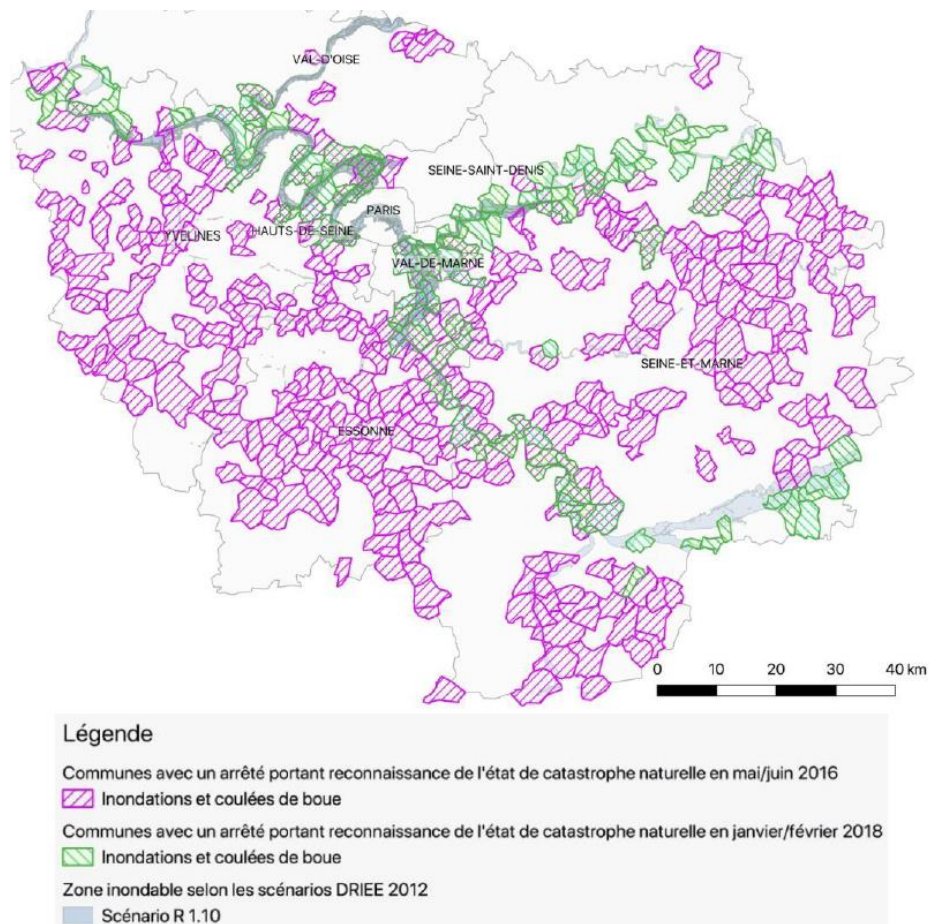 VAL-D'OISE
SEINE-SAINT-DENIS
PARIS
YVELINES
HAUTS-DE-SEINE
VAL-DE-MARNE
SEINE-ET-MARNE
ESSONNE
0 10 20 30 40 km
Légende
Communes avec un arrêté portant reconnaissance de l'état de catastrophe naturelle en mai/juin 2016
Inondations et coulées de boue
Communes avec un arrêté portant reconnaissance de l'état de catastrophe naturelle en janvier/février 2018
Inondations et coulées de boue
Zone inondable selon les scénarios DRIEE 2012
Scénario R 1.10